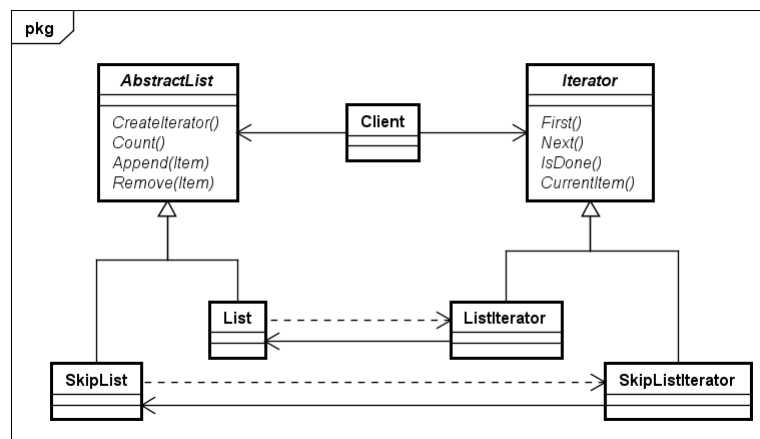 pkg
AbstractList
CreateIterator()
Count()
Append(Item)
Remove(Item)
Client
Iterator
First()
Next()
IsDone()
CurrentItem()
List
ListIterator
SkipList
SkipListIterator